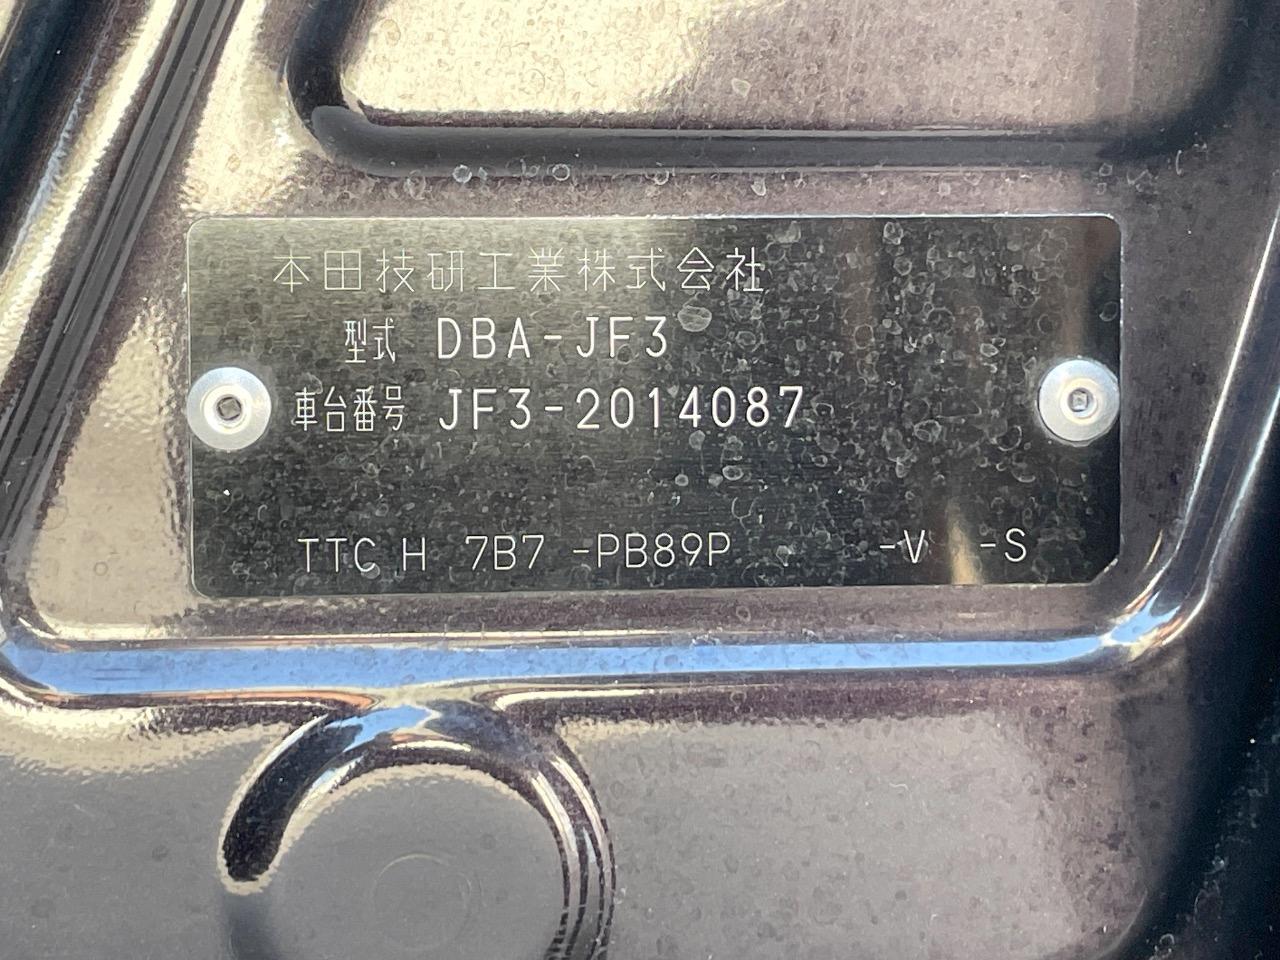 本田技研工業株式会社
型式 DBA-JF3
車台番号 JF3-2014087
TTC H 7B7 -PB89P -V -S